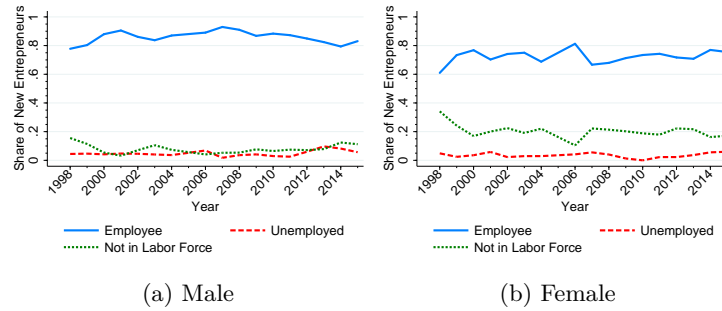 Share of New Entrepreneurs
1
.8
.6
.4
.2
0
1998
2000
2002
2004
2006
2008
2010
2012
2014
Year
Employee
Unemployed
Not in Labor Force
(a) Male
Share of New Entrepreneurs
1
.8
.6
.4
.2
0
1998
2000
2002
2004
2006
2008
2010
2012
2014
Year
Employee
Unemployed
Not in Labor Force
(b) Female